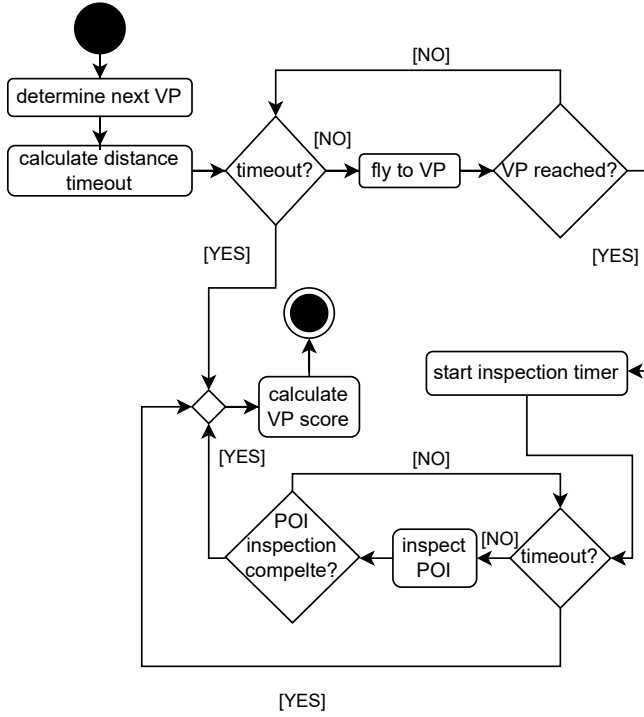 [NO]
determine next VP
[NO]
calculate distance
timeout
timeout?
fly to VP
VP reached?
[YES]
[YES]
start inspection timer
calculate
VP score
[YES]
[NO]
POI
inspection
compelte?
inspect
POI
[NO]
timeout?
[YES]